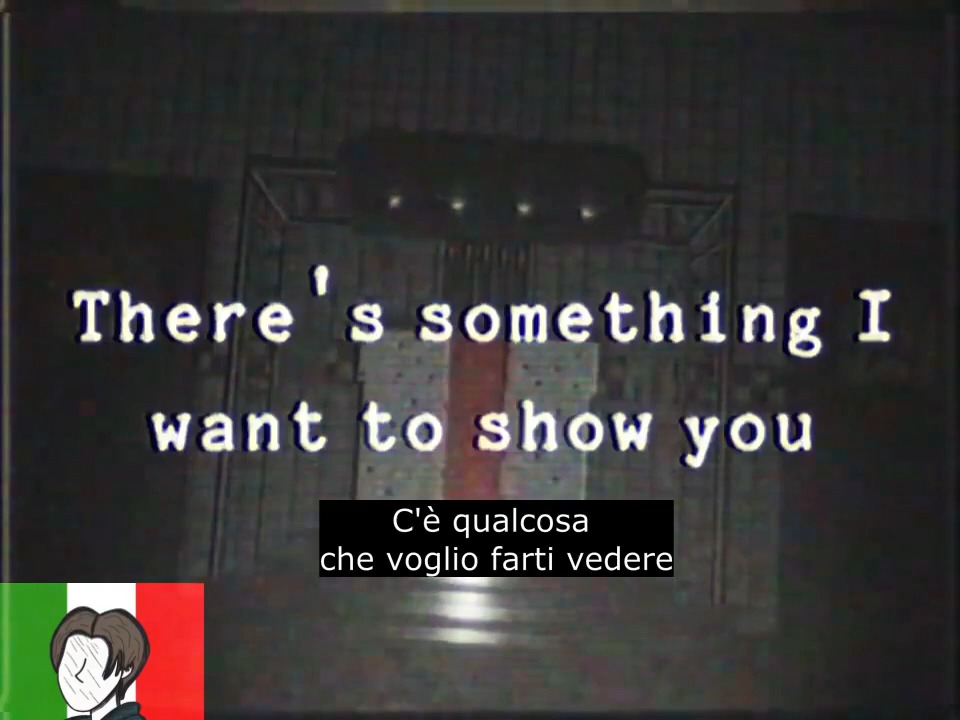 There's something I
want to show you
C'è qualcosa
che voglio farti vedere